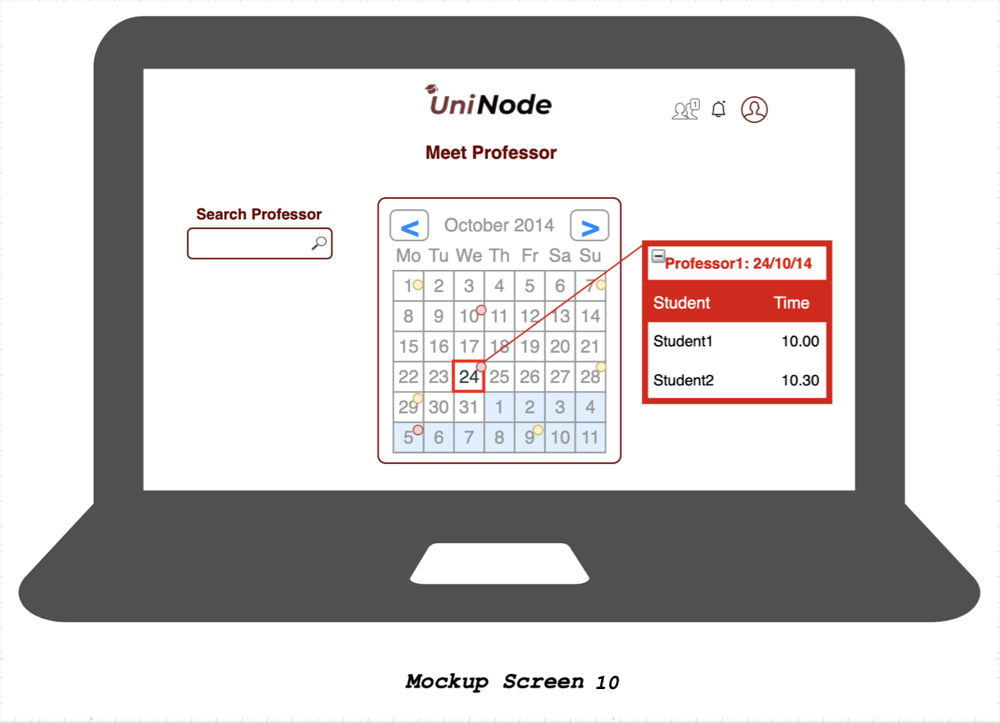 UniNode
1
Meet Professor
Search Professor
< October 2014 >
Mo Tu We Th Fr Sa Su
1 2 3 4 5 6 7
8 9 10 11 12 13 14
15 16 17 18 19 20 21
22 23 24 25 26 27 28
29 30 31 1 2 3 4
5 6 7 8 9 10 11
Professor1: 24/10/14
Student Time
Student1 10.00
Student2 10.30
Mockup Screen 10